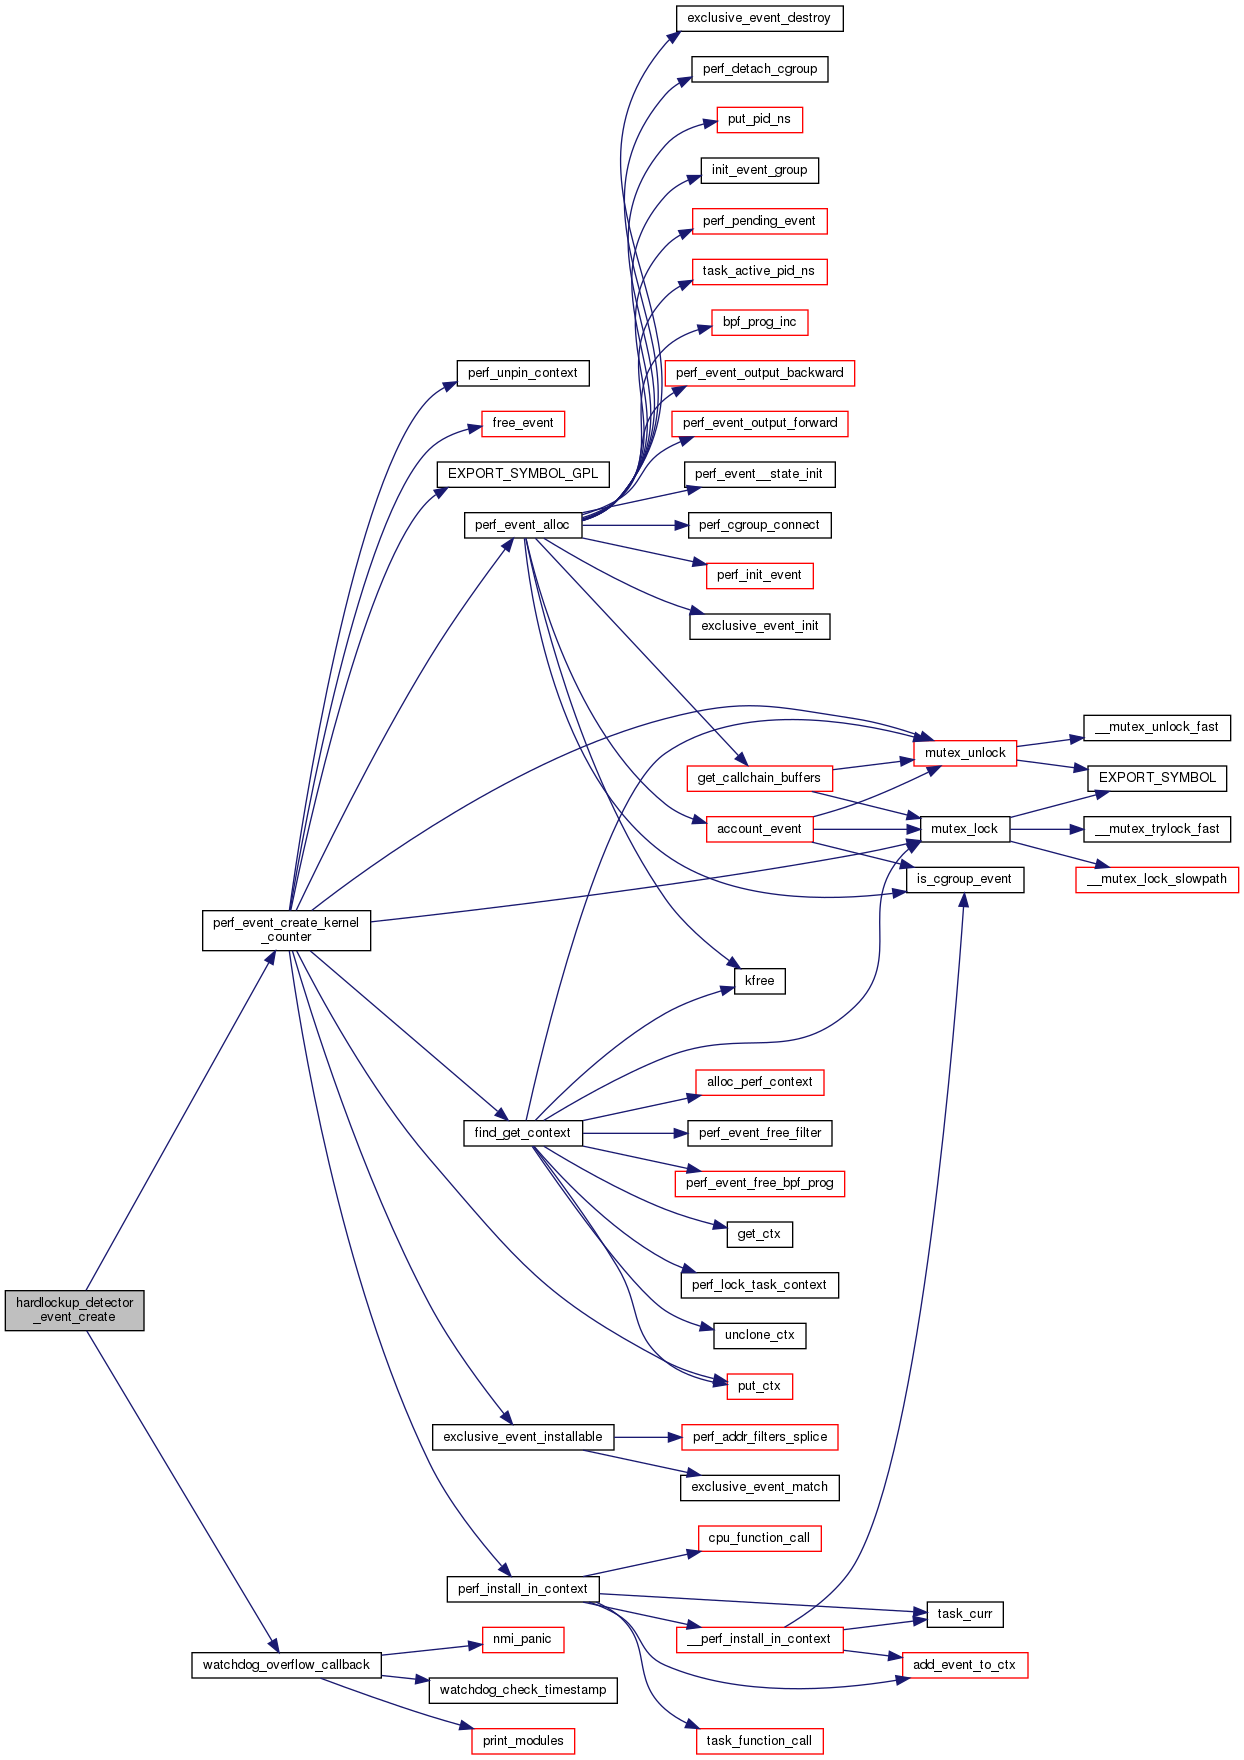 exclusive_event_destroy
perf_detach_cgroup
put_pid_ns
init_event_group
perf_pending_event
task_active_pid_ns
bpf_prog_inc
perf_unpin_context
perf_event_output_backward
free_event
perf_event_output_forward
EXPORT_SYMBOL_GPL
perf_event__state_init
perf_event_alloc
perf_cgroup_connect
perf_init_event
exclusive_event_init
__mutex_unlock_fast
mutex_unlock
get_callchain_buffers
EXPORT_SYMBOL
account_event
mutex_lock
__mutex_trylock_fast
is_cgroup_event
__mutex_lock_slowpath
perf_event_create_kernel
_counter
kfree
alloc_perf_context
find_get_context
perf_event_free_filter
perf_event_free_bpf_prog
get_ctx
perf_lock_task_context
hardlockup_detector
_event_create
unclone_ctx
put_ctx
exclusive_event_installable
perf_addr_filters_splice
exclusive_event_match
cpu_function_call
perf_install_in_context
task_curr
nmi_panic
__perf_install_in_context
watchdog_overflow_callback
add_event_to_ctx
watchdog_check_timestamp
print_modules
task_function_call